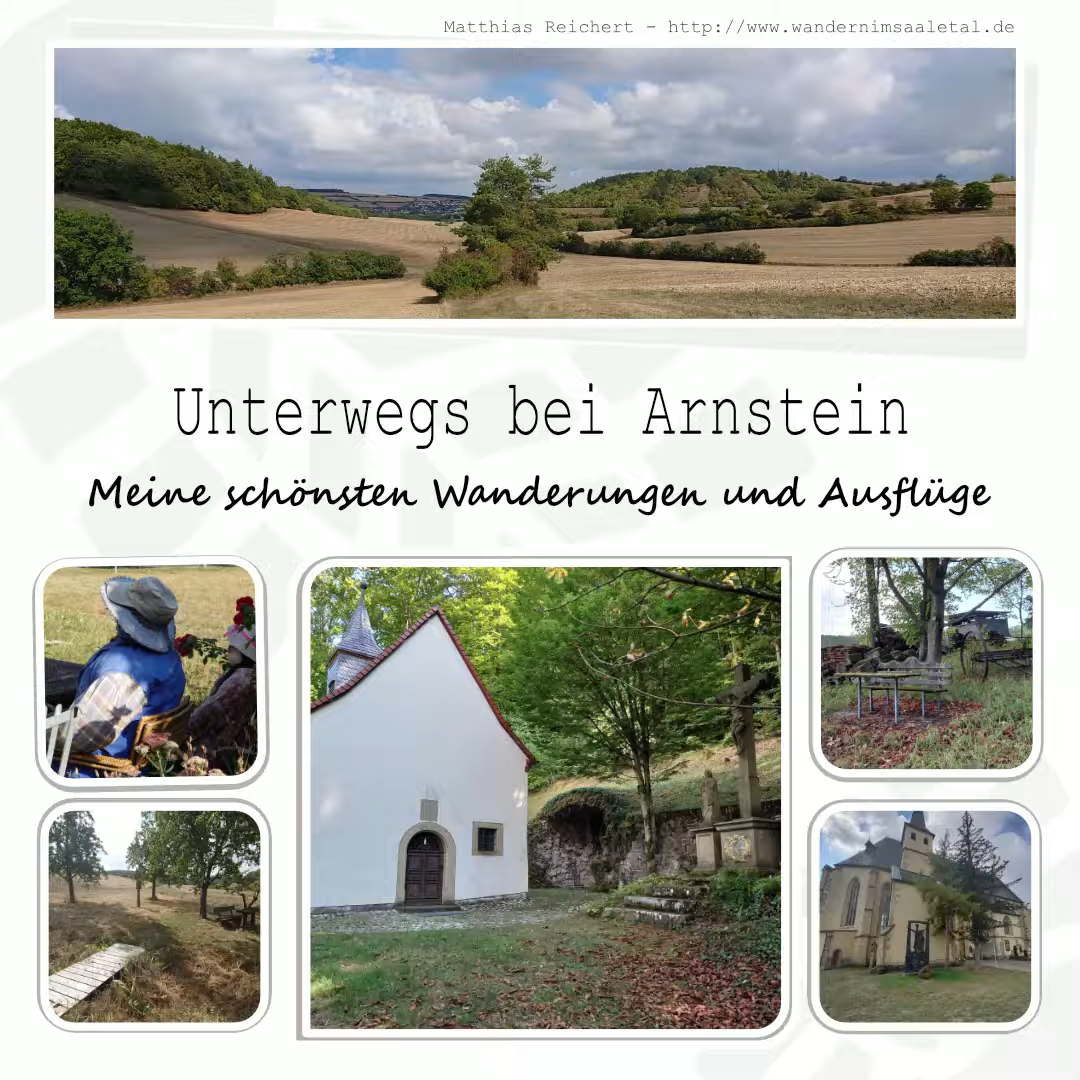 Matthias Reichert - http://www.wandernimsaaletal.de
Unterwegs bei Arnstein
Meine schönsten Wanderungen und Ausflüge